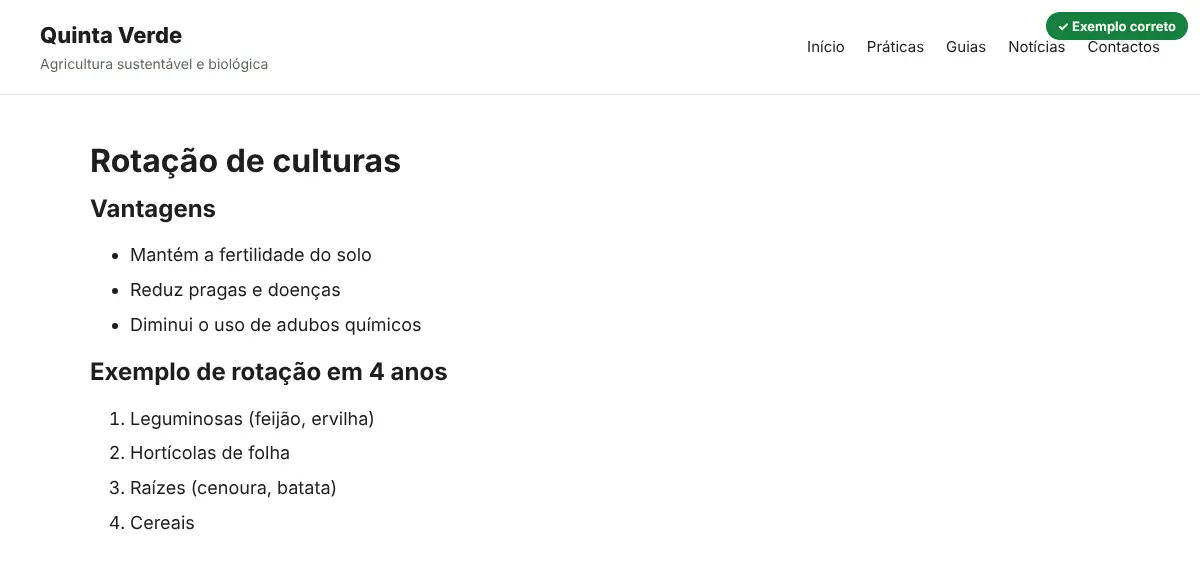 Quinta Verde
Agricultura sustentável e biológica
✓ Exemplo correto
Início Práticas Guias Notícias Contactos
Rotação de culturas
Vantagens
• Mantém a fertilidade do solo
• Reduz pragas e doenças
• Diminui o uso de adubos químicos
Exemplo de rotação em 4 anos
1. Leguminosas (feijão, ervilha)
2. Hortícolas de folha
3. Raízes (cenoura, batata)
4. Cereais